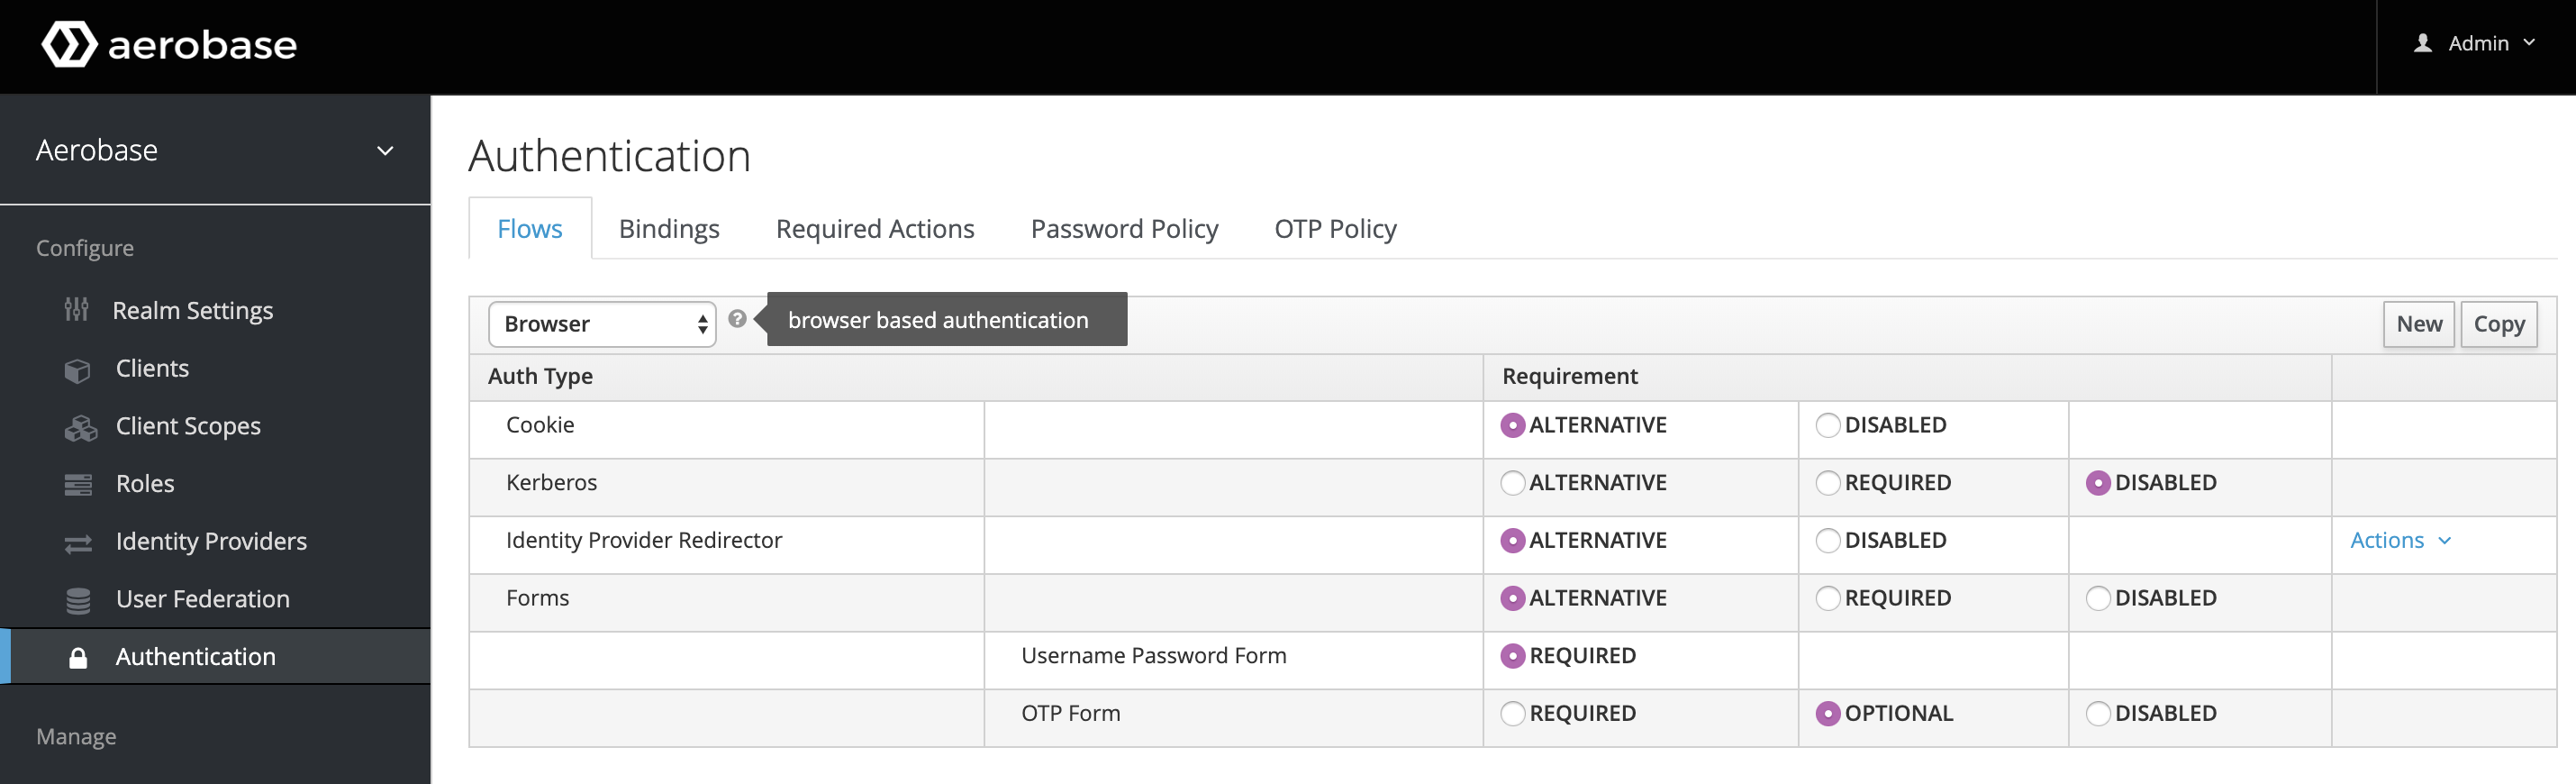 aerobase
Admin
Aerobase
Configure
Realm Settings
Clients
Client Scopes
Roles
Identity Providers
User Federation
Authentication
Manage
Authentication
Flows Bindings Required Actions Password Policy OTP Policy
Browser ? browser based authentication New Copy
Auth Type Requirement
Cookie ALTERNATIVE DISABLED
Kerberos ALTERNATIVE REQUIRED DISABLED
Identity Provider Redirector ALTERNATIVE DISABLED Actions
Forms ALTERNATIVE REQUIRED DISABLED
Username Password Form REQUIRED
OTP Form REQUIRED OPTIONAL DISABLED